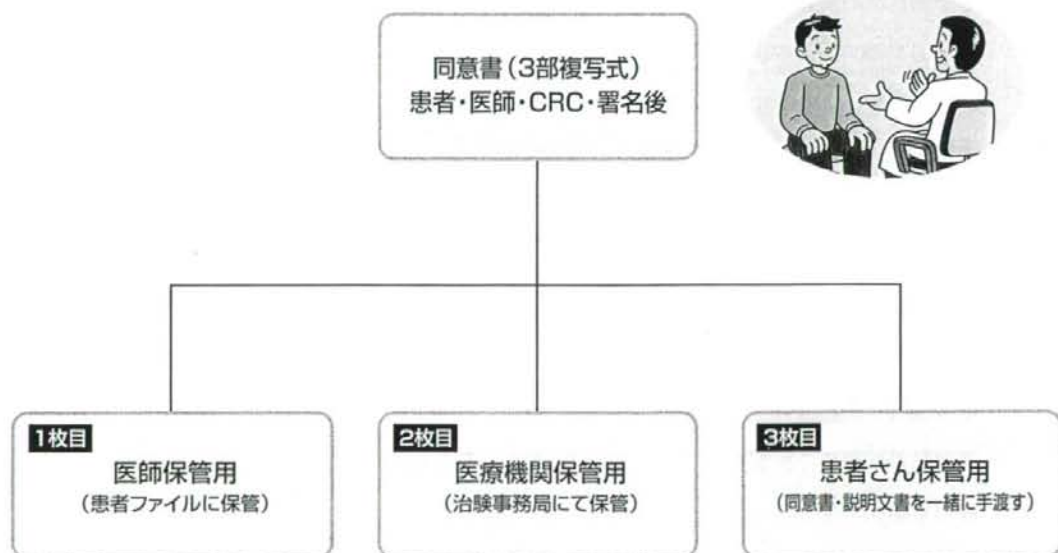 同意書(3部複写式)
患者・医師・CRC・署名後
1枚目
医師保管用
(患者ファイルに保管)
2枚目
医療機関保管用
(治験事務局にて保管)
3枚目
患者さん保管用
(同意書・説明文書を一緒に手渡す)